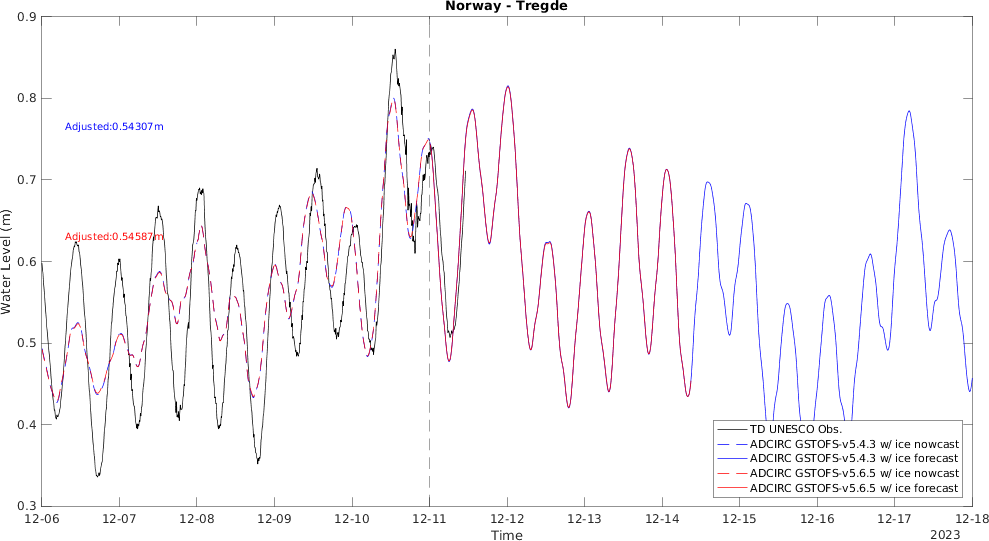 Norway - Tregde
0.9
0.8
0.7
0.6
0.5
0.4
0.3
Water Level (m)
Adjusted:0.54307m
Adjusted:0.54587m
TD UNESCO Obs.
ADCIRC GSTOFS-v5.4.3 w/ ice nowcast
ADCIRC GSTOFS-v5.4.3 w/ ice forecast
ADCIRC GSTOFS-v5.6.5 w/ ice nowcast
ADCIRC GSTOFS-v5.6.5 w/ ice forecast
12-06 12-07 12-08 12-09 12-10 12-11 12-12 12-13 12-14 12-15 12-16 12-17 12-18
Time
2023